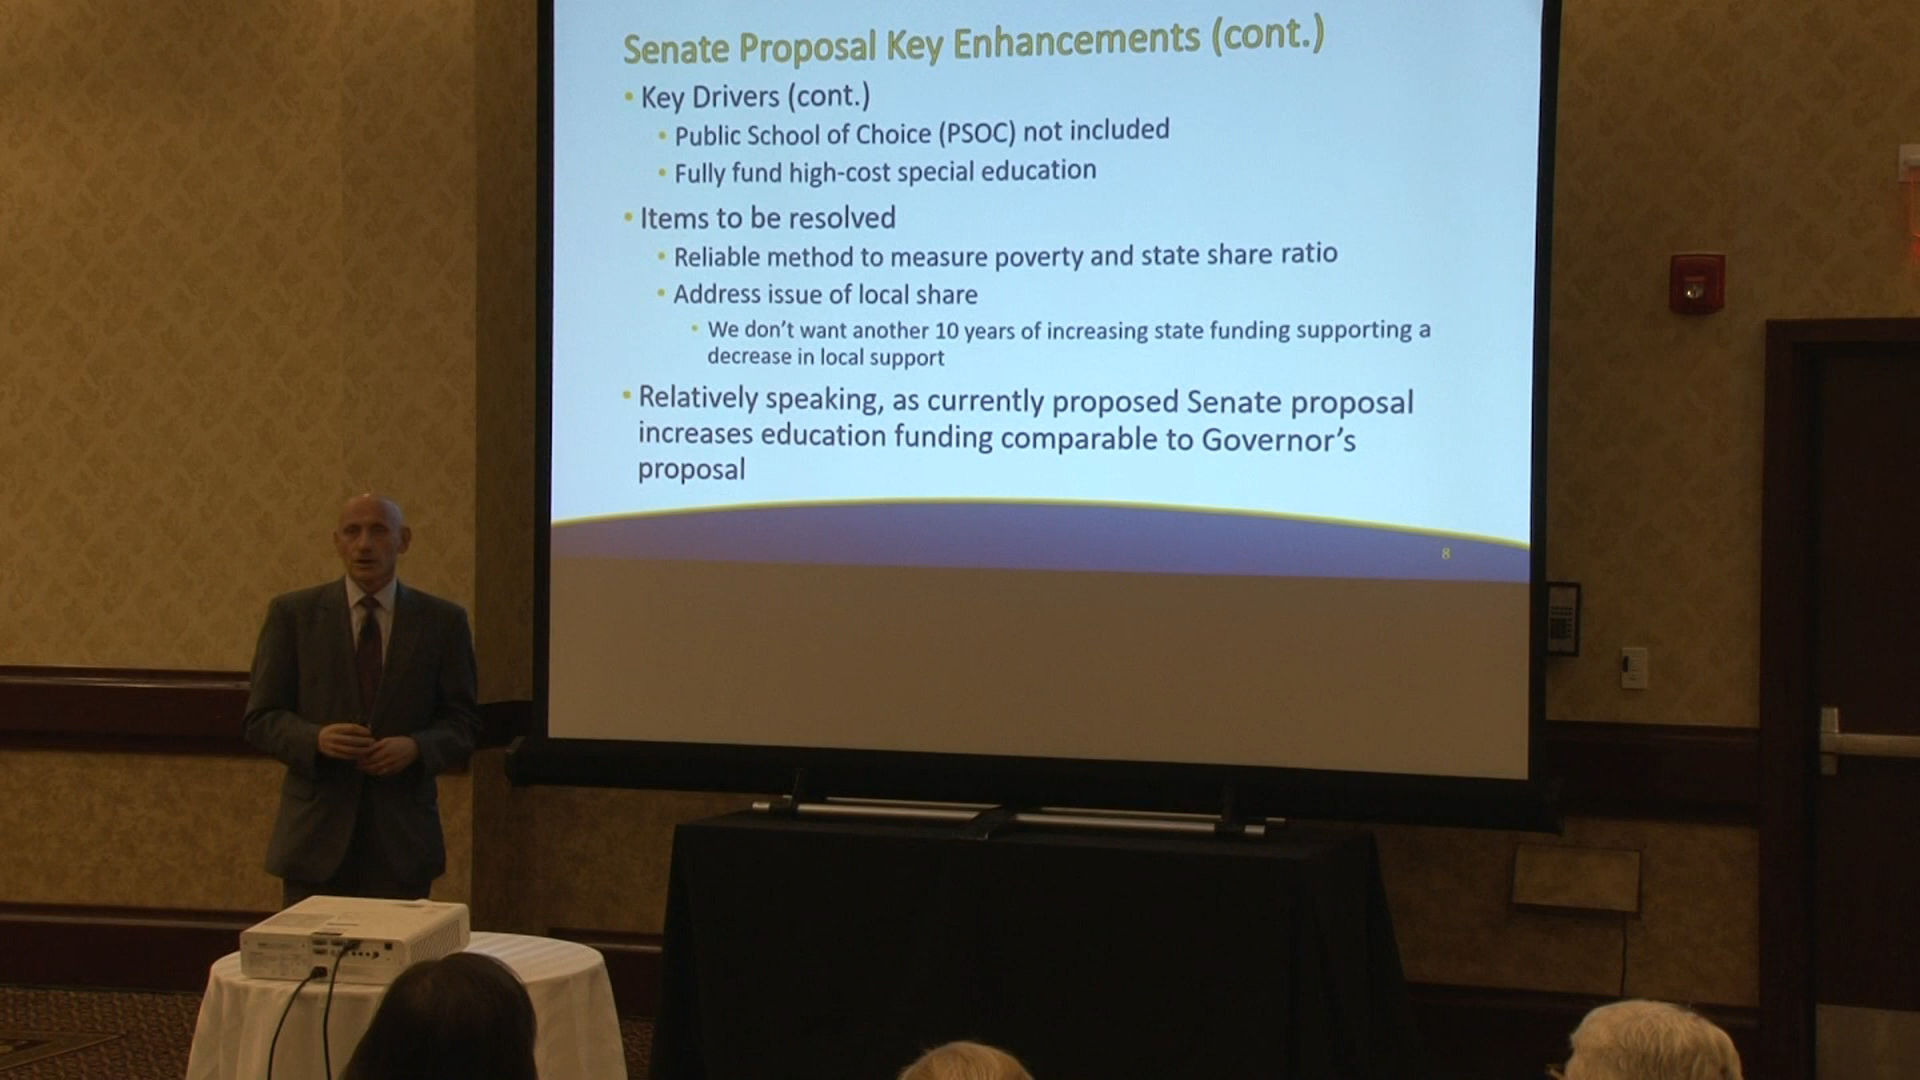 Senate Proposal Key Enhancements (cont.)
• Key Drivers (cont.)
• Public School of Choice (PSOC) not included
• Fully fund high-cost special education
• Items to be resolved
• Reliable method to measure poverty and state share ratio
• Address issue of local share
• We don't want another 10 years of increasing state funding supporting a
decrease in local support
• Relatively speaking, as currently proposed Senate proposal
increases education funding comparable to Governor's
proposal
8